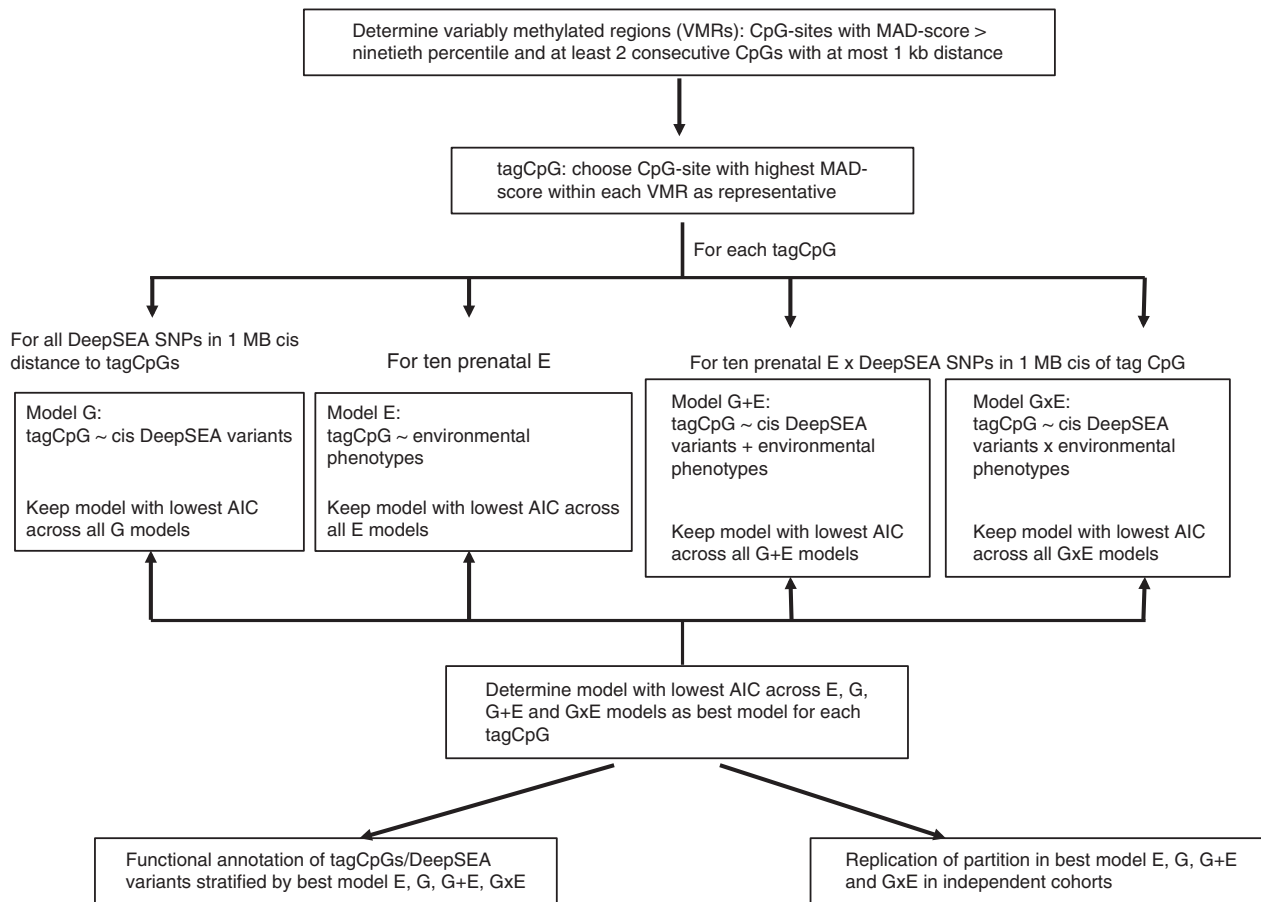 Determine variably methylated regions (VMRs): CpG-sites with MAD-score >
ninetieth percentile and at least 2 consecutive CpGs with at most 1 kb distance
tagCpG: choose CpG-site with highest MAD-
score within each VMR as representative
For each tagCpG
For all DeepSEA SNPs in 1 MB cis
distance to tagCpGs
For ten prenatal E
For ten prenatal E x DeepSEA SNPs in 1 MB cis of tag CpG
Model G:
tagCpG ~ cis DeepSEA variants
Keep model with lowest AIC
across all G models
Model E:
tagCpG ~ environmental
phenotypes
Keep model with lowest AIC across
all E models
Model G+E:
tagCpG ~ cis DeepSEA
variants + environmental
phenotypes
Keep model with lowest AIC
across all G+E models
Model GxE:
tagCpG ~ cis DeepSEA
variants x environmental
phenotypes
Keep model with lowest AIC
across all GxE models
Determine model with lowest AIC across E, G,
G+E and GxE models as best model for each
tagCpG
Functional annotation of tagCpGs/DeepSEA
variants stratified by best model E, G, G+E, GxE
Replication of partition in best model E, G, G+E
and GxE in independent cohorts